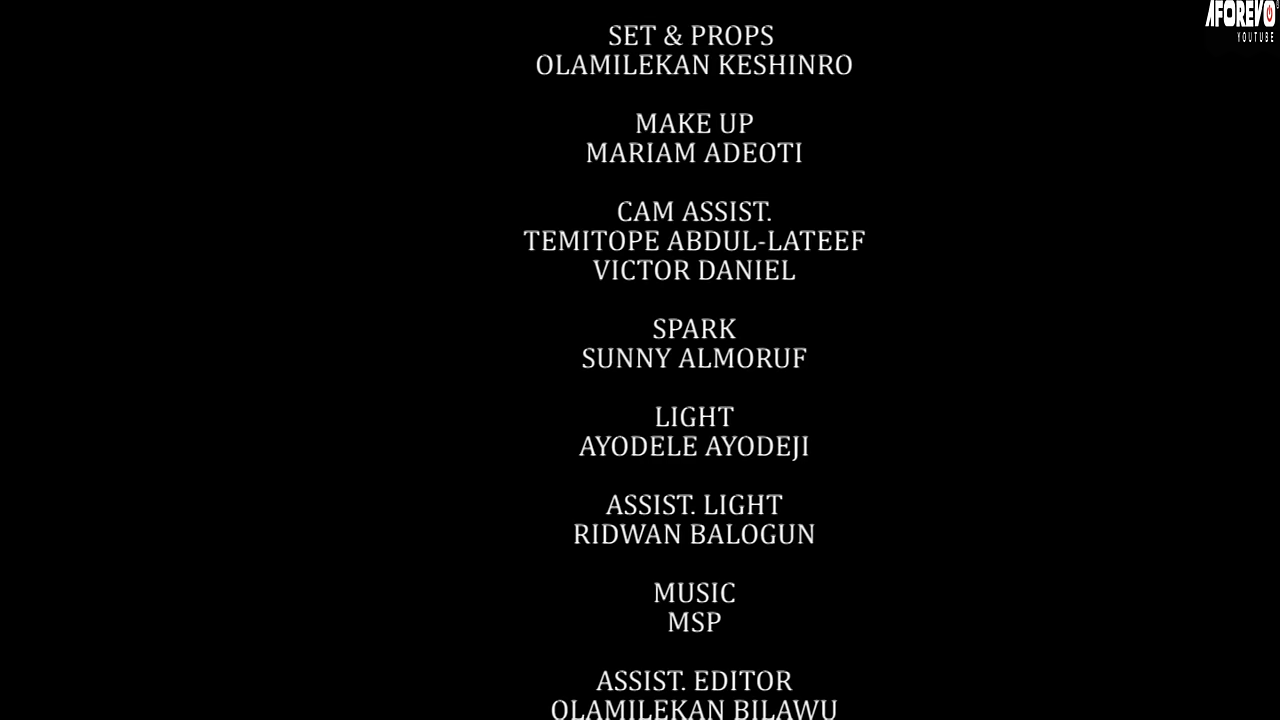 AFOREVO
YOUTUBE
SET & PROPS
OLAMILEKAN KESHINRO
MAKE UP
MARIAM ADEOTI
CAM ASSIST.
TEMITOPE ABDUL-LATEEF
VICTOR DANIEL
SPARK
SUNNY ALMORUF
LIGHT
AYODELE AYODEJI
ASSIST. LIGHT
RIDWAN BALOGUN
MUSIC
MSP
ASSIST. EDITOR
OLAMILEKAN BILAWU